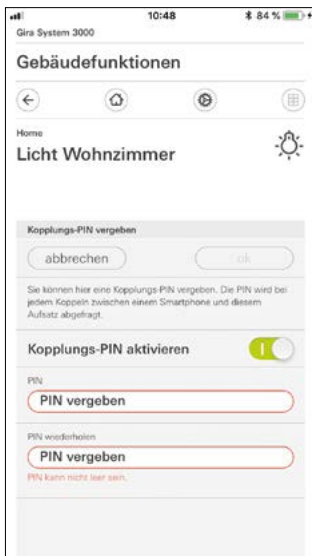 10:48
84 %
Gira System 3000
Gebäudefunktionen
Home
Licht Wohnzimmer
Kopplungs-PIN vergeben
abbrechen
ok
Sie können hier eine Kopplungs-PIN vergeben. Die PIN wird bei
jedem Koppeln zwischen einem Smartphone und diesem
Aufsatz abgefragt.
Kopplungs-PIN aktivieren
PIN
PIN vergeben
PIN wiederholen
PIN vergeben
PIN kann nicht leer sein.